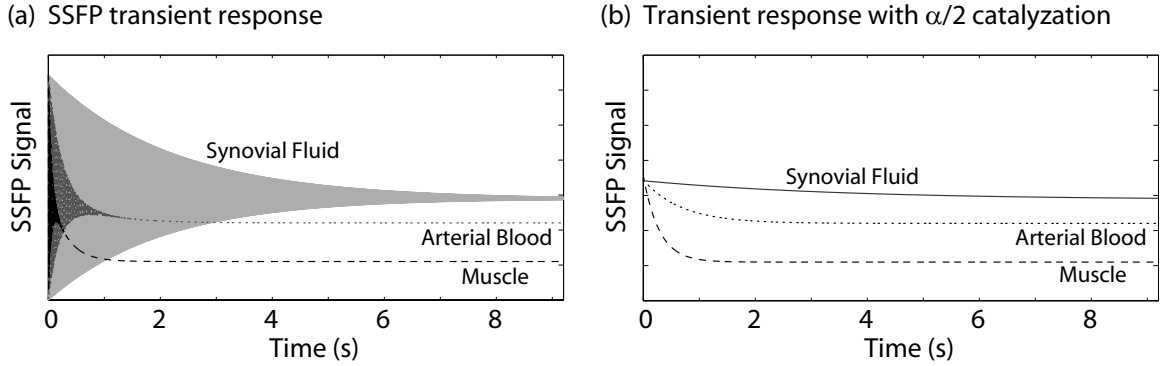 (a) SSFP transient response
SSFP Signal
Synovial Fluid
Arterial Blood
Muscle
0 2 4 6 8
Time (s)
(b) Transient response with α/2 catalyzation
SSFP Signal
Synovial Fluid
Arterial Blood
Muscle
0 2 4 6 8
Time (s)